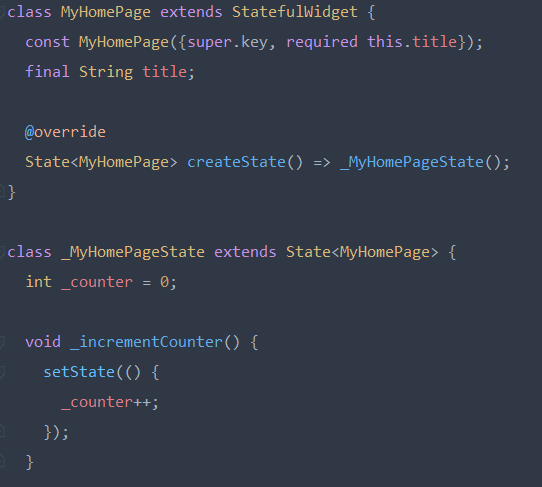 class MyHomePage extends StatefulWidget {
  const MyHomePage({super.key, required this.title});
  final String title;

  @override
  State<MyHomePage> createState() => _MyHomePageState();
}

class _MyHomePageState extends State<MyHomePage> {
  int _counter = 0;

  void _incrementCounter() {
    setState(() {
      _counter++;
    });
  }